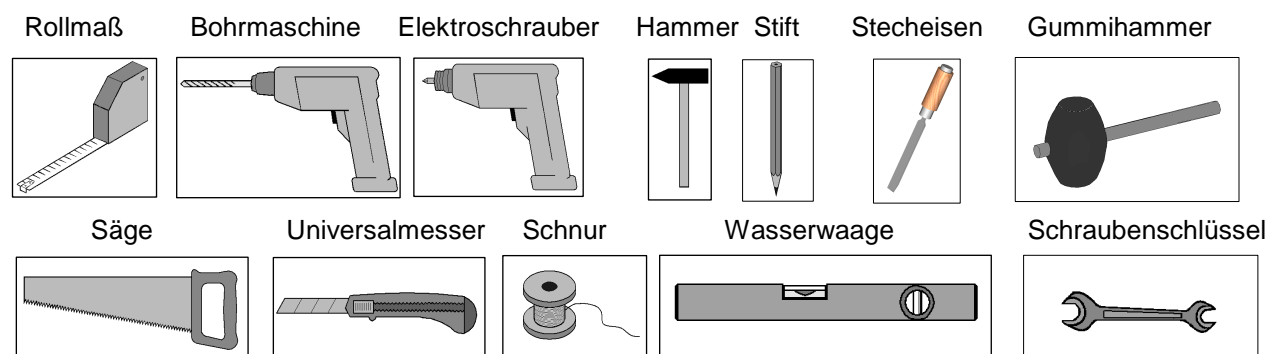 Rollmaß Bohrmaschine Elektroschrauber Hammer Stift Stecheisen Gummihammer
Säge Universalmesser Schnur Wasserwaage Schraubenschlüssel